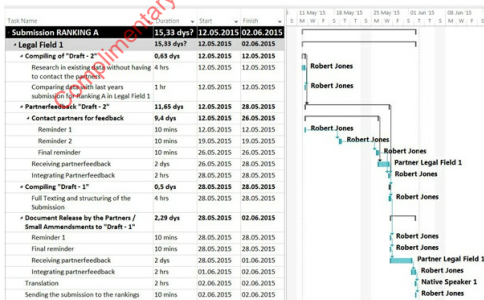 11 May '15 18 May '15 25 May '15 01 Jun '15 08 Jun '15
Task Name Duration Start Finish S M T W T F S
Submission RANKING A 15,33 dys? 12.05.2015 02.06.2015
Legal Field 1 15,33 dys? 12.05.2015 02.06.2015
Compiling of "Draft - 2" 0,63 dys 12.05.2015 12.05.2015
Research in existing data without having 4 hrs 12.05.2015 12.05.2015 Robert Jones
to contact the partners
Comparing data with last years 1 hr 12.05.2015 12.05.2015 Robert Jones
submission for Ranking A in Legal Field 1
Partnerfeedback "Draft - 2" 11,65 dys 12.05.2015 28.05.2015
Contact partners for feedback 9,4 dys 12.05.2015 26.05.2015
Reminder 1 10 mins 12.05.2015 12.05.2015 Robert Jones
Reminder 2 10 mins 19.05.2015 19.05.2015 Robert Jones
Final reminder 10 mins 26.05.2015 26.05.2015 Robert Jones
Receiving partnerfeedback 2 dys 26.05.2015 28.05.2015 Partner Legal Field 1
Integrating Partnerfeedback 2 hrs 28.05.2015 28.05.2015 Robert Jones
Compiling "Draft - 1" 0,5 dys 28.05.2015 28.05.2015
Full Texting and structuring of the 4 hrs 28.05.2015 28.05.2015 Robert Jones
Submission
Document Release by the Partners / 2,29 dys 28.05.2015 02.06.2015
Small Ammendments to "Draft - 1"
Reminder 1 10 mins 28.05.2015 28.05.2015 Robert Jones
Final reminder 10 mins 28.05.2015 28.05.2015 Robert Jones
Receiving partnerfeedback 2 dys 28.05.2015 01.06.2015 Partner Legal Field 1
Integrating partnerfeedback 2 hrs 01.06.2015 02.06.2015 Robert Jones
Translation 2 hrs 02.06.2015 02.06.2015 Native Speaker 1
Sending the submission to the rankings 10 mins 02.06.2015 02.06.2015 Robert Jones
Complimentary